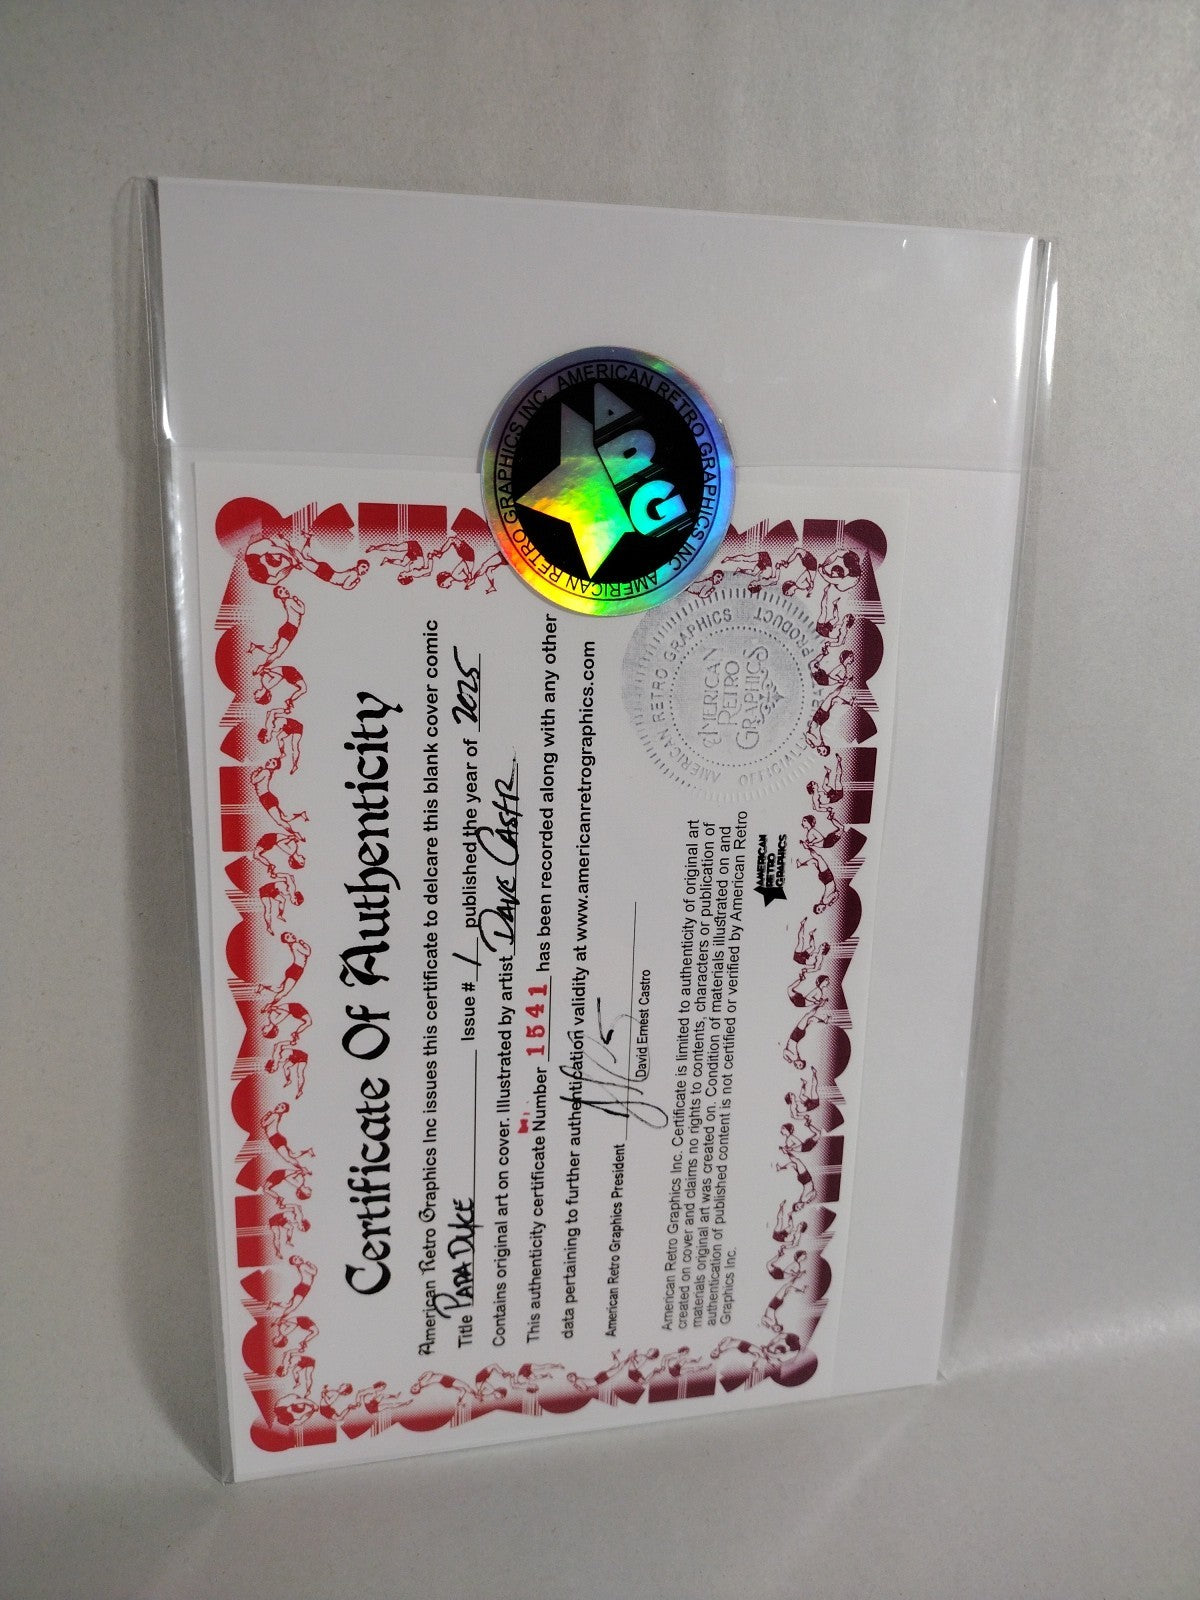 Certificate Of Authenticity
American Retro Graphics Inc issues this certificate to delcare this blank cover comic
Title PAPA DUKE Issue # 1 published the year of 2025
Contains original art on cover. Illustrated by artist DAVE CASTR
This authenticity certificate Number 1541 has been recorded along with any other
data pertaining to further authentication validity at www.americanretrographics.com
American Retro Graphics President
David Ernest Castro
American Retro Graphics Inc. Certificate is limited to authenticity of original art
created on cover and claims no rights to contents, characters or publication of
materials original art was created on. Condition of materials illustrated on and
authentication of published content is not certified or verified by American Retro
Graphics Inc.
AMERICAN
RETRO
GRAPHICS
AMERICAN RETRO GRAPHICS INC. AMERICAN RETRO GRAPHICS INC.
ARG
AMERICAN RETRO GRAPHICS
OFFICIAL PRODUCT
AMERICAN
RETRO
GRAPHICS